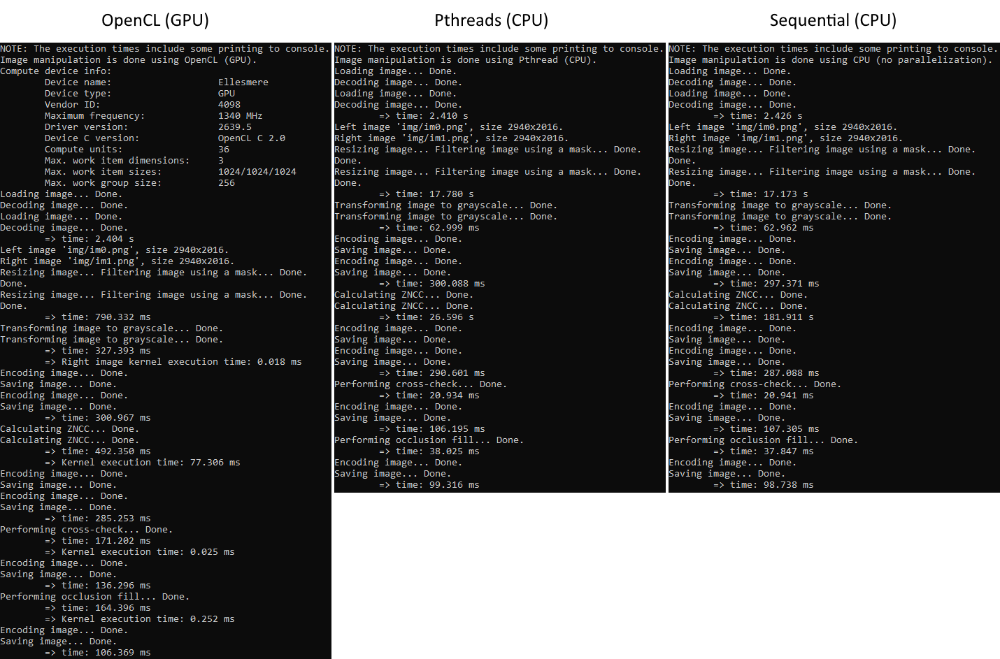 OpenCL (GPU)
NOTE: The execution times include some printing to console.
Image manipulation is done using OpenCL (GPU).
Compute device info:
Device name: Ellesmere
Device type: GPU
Vendor ID: 4098
Maximum frequency: 1340 MHz
Driver version: 2639.5
Device C version: OpenCL C 2.0
Compute units: 36
Max. work item dimensions: 3
Max. work item sizes: 1024/1024/1024
Max. work group size: 256
Loading image... Done.
Decoding image... Done.
Loading image... Done.
Decoding image... Done.
=> time: 2.404 s
Left image 'img/im0.png', size 2940x2016.
Right image 'img/im1.png', size 2940x2016.
Resizing image... Filtering image using a mask... Done.
Done.
Resizing image... Filtering image using a mask... Done.
Done.
=> time: 790.332 ms
Transforming image to grayscale... Done.
Transforming image to grayscale... Done.
=> time: 327.393 ms
=> Right image kernel execution time: 0.018 ms
Encoding image... Done.
Saving image... Done.
Encoding image... Done.
Saving image... Done.
=> time: 300.967 ms
Calculating ZNCC... Done.
Calculating ZNCC... Done.
=> time: 492.350 ms
=> Kernel execution time: 77.306 ms
Encoding image... Done.
Saving image... Done.
Encoding image... Done.
Saving image... Done.
=> time: 285.253 ms
Performing cross-check... Done.
=> time: 171.202 ms
=> Kernel execution time: 0.025 ms
Encoding image... Done.
Saving image... Done.
=> time: 136.296 ms
Performing occlusion fill... Done.
=> time: 164.396 ms
=> Kernel execution time: 0.252 ms
Encoding image... Done.
Saving image... Done.
=> time: 106.369 ms
Pthreads (CPU)
NOTE: The execution times include some printing to console.
Image manipulation is done using Pthread (CPU).
Loading image... Done.
Decoding image... Done.
Loading image... Done.
Decoding image... Done.
=> time: 2.410 s
Left image 'img/im0.png', size 2940x2016.
Right image 'img/im1.png', size 2940x2016.
Resizing image... Filtering image using a mask... Done.
Done.
Resizing image... Filtering image using a mask... Done.
Done.
=> time: 17.780 s
Transforming image to grayscale... Done.
Transforming image to grayscale... Done.
=> time: 62.999 ms
Encoding image... Done.
Saving image... Done.
Encoding image... Done.
Saving image... Done.
=> time: 300.088 ms
Calculating ZNCC... Done.
Calculating ZNCC... Done.
=> time: 26.596 s
Encoding image... Done.
Saving image... Done.
Encoding image... Done.
Saving image... Done.
=> time: 290.601 ms
Performing cross-check... Done.
=> time: 20.934 ms
Encoding image... Done.
Saving image... Done.
=> time: 106.195 ms
Performing occlusion fill... Done.
=> time: 38.025 ms
Encoding image... Done.
Saving image... Done.
=> time: 99.316 ms
Sequential (CPU)
NOTE: The execution times include some printing to console.
Image manipulation is done using CPU (no parallelization).
Loading image... Done.
Decoding image... Done.
Loading image... Done.
Decoding image... Done.
=> time: 2.426 s
Left image 'img/im0.png', size 2940x2016.
Right image 'img/im1.png', size 2940x2016.
Resizing image... Filtering image using a mask... Done.
Done.
Resizing image... Filtering image using a mask... Done.
Done.
=> time: 17.173 s
Transforming image to grayscale... Done.
Transforming image to grayscale... Done.
=> time: 62.962 ms
Encoding image... Done.
Saving image... Done.
Encoding image... Done.
Saving image... Done.
=> time: 297.371 ms
Calculating ZNCC... Done.
Calculating ZNCC... Done.
=> time: 181.911 s
Encoding image... Done.
Saving image... Done.
Encoding image... Done.
Saving image... Done.
=> time: 287.088 ms
Performing cross-check... Done.
=> time: 20.941 ms
Encoding image... Done.
Saving image... Done.
=> time: 107.305 ms
Performing occlusion fill... Done.
=> time: 37.847 ms
Encoding image... Done.
Saving image... Done.
=> time: 98.738 ms